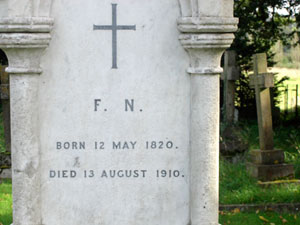 F. N.
BORN 12 MAY 1820.
DIED 13 AUGUST 1910.